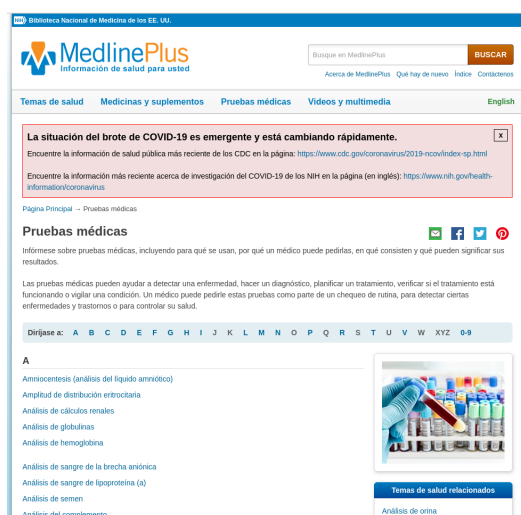 NIH Biblioteca Nacional de Medicina de los EE. UU.
MedlinePlus
Información de salud para usted
Busque en MedlinePlus
BUSCAR
Acerca de MedlinePlus Qué hay de nuevo Índice Contáctenos
Temas de salud Medicinas y suplementos Pruebas médicas Videos y multimedia English
La situación del brote de COVID-19 es emergente y está cambiando rápidamente.
x
Encuentre la información de salud pública más reciente de los CDC en la página: https://www.cdc.gov/coronavirus/2019-ncov/index-sp.html
Encuentre la información más reciente acerca de investigación del COVID-19 de los NIH en la página (en inglés): https://www.nih.gov/health-
information/coronavirus
Página Principal → Pruebas médicas
Pruebas médicas
Infórmese sobre pruebas médicas, incluyendo para qué se usan, por qué un médico puede pedirlas, en qué consisten y qué pueden significar sus
resultados.
Las pruebas médicas pueden ayudar a detectar una enfermedad, hacer un diagnóstico, planificar un tratamiento, verificar si el tratamiento está
funcionando o vigilar una condición. Un médico puede pedirle estas pruebas como parte de un chequeo de rutina, para detectar ciertas
enfermedades y trastornos o para controlar su salud.
Diríjase a: A B C D E F G H I J K L M N O P Q R S T U V W XYZ 0-9
A
Amniocentesis (análisis del líquido amniótico)
Amplitud de distribución eritrocitaria
Análisis de cálculos renales
Análisis de globulinas
Análisis de hemoglobina
Análisis de sangre de la brecha aniónica
Análisis de sangre de lipoproteína (a)
Análisis de semen
Análisis del complemento
Temas de salud relacionados
Análisis de orina